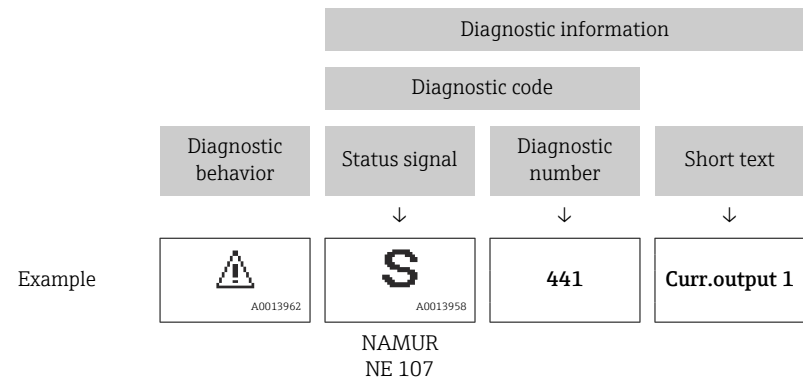 Diagnostic information
Diagnostic code
Diagnostic
behavior
Status signal
Diagnostic
number
Short text
↓ ↓ ↓
Example
A0013962
S
A0013958
441
Curr.output 1
NAMUR
NE 107